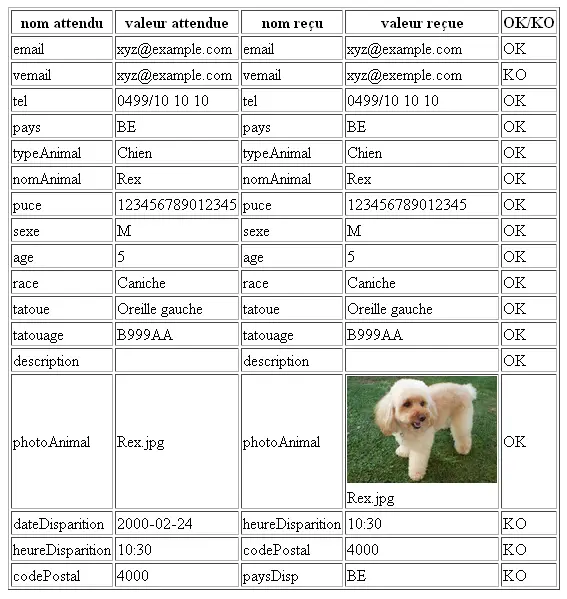 nom attendu valeur attendue nom reçu valeur reçue OK/KO
email xyz@example.com email xyz@example.com OK
vemail xyz@example.com vemail xyz@exemple.com KO
tel 0499/10 10 10 tel 0499/10 10 10 OK
pays BE pays BE OK
typeAnimal Chien typeAnimal Chien OK
nomAnimal Rex nomAnimal Rex OK
puce 123456789012345 puce 123456789012345 OK
sexe M sexe M OK
age 5 age 5 OK
race Caniche race Caniche OK
tatoue Oreille gauche tatoue Oreille gauche OK
tatouage B999AA tatouage B999AA OK
description description OK
photoAnimal Rex.jpg photoAnimal Rex.jpg OK
dateDisparition 2000-02-24 heureDisparition 10:30 KO
heureDisparition 10:30 codePostal 4000 KO
codePostal 4000 paysDisp BE KO